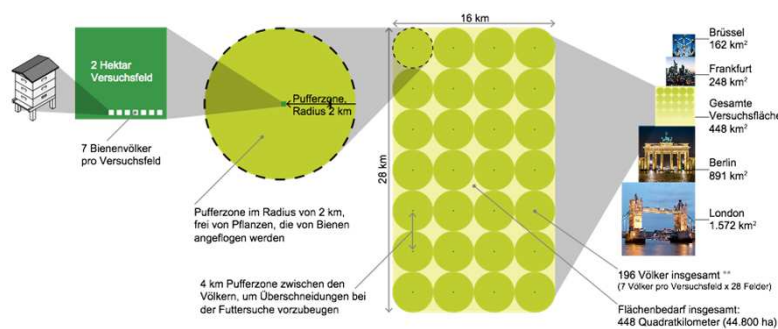 2 Hektar
Versuchsfeld
7 Bienenvölker
pro Versuchsfeld
Pufferzone,
Radius 2 km
Pufferzone im Radius von 2 km,
frei von Pflanzen, die von Bienen
angeflogen werden
4 km Pufferzone zwischen den
Völkern, um Überschneidungen bei
der Futtersuche vorzubeugen
16 km
28 km
Brüssel
162 km²
Frankfurt
248 km²
Gesamte
Versuchsfläche
448 km²
Berlin
891 km²
London
1.572 km²
196 Völker insgesamt **
(7 Völker pro Versuchsfeld x 28 Felder)
Flächenbedarf insgesamt:
448 Quadratkilometer (44.800 ha)